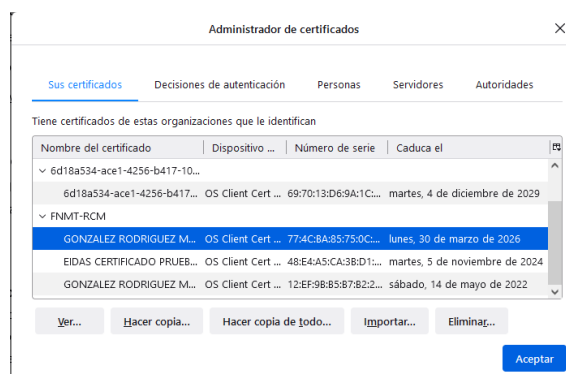 Administrador de certificados
Sus certificados Decisiones de autenticación Personas Servidores Autoridades
Tiene certificados de estas organizaciones que le identifican
Nombre del certificado Dispositivo ... Número de serie Caduca el
6d18a534-ace1-4256-b417-10...
6d18a534-ace1-4256-b417... OS Client Cert ... 69:70:13:D6:9A:1C:... martes, 4 de diciembre de 2029
FNMT-RCM
GONZALEZ RODRIGUEZ M... OS Client Cert ... 77:4C:BA:85:75:0C:... lunes, 30 de marzo de 2026
EIDAS CERTIFICADO PRUEB... OS Client Cert ... 48:E4:A5:CA:3B:D1:... martes, 5 de noviembre de 2024
GONZALEZ RODRIGUEZ M... OS Client Cert ... 12:EF:9B:B5:B7:B2:2... sábado, 14 de mayo de 2022
Ver... Hacer copia... Hacer copia de todo... Importar... Eliminar...
Aceptar